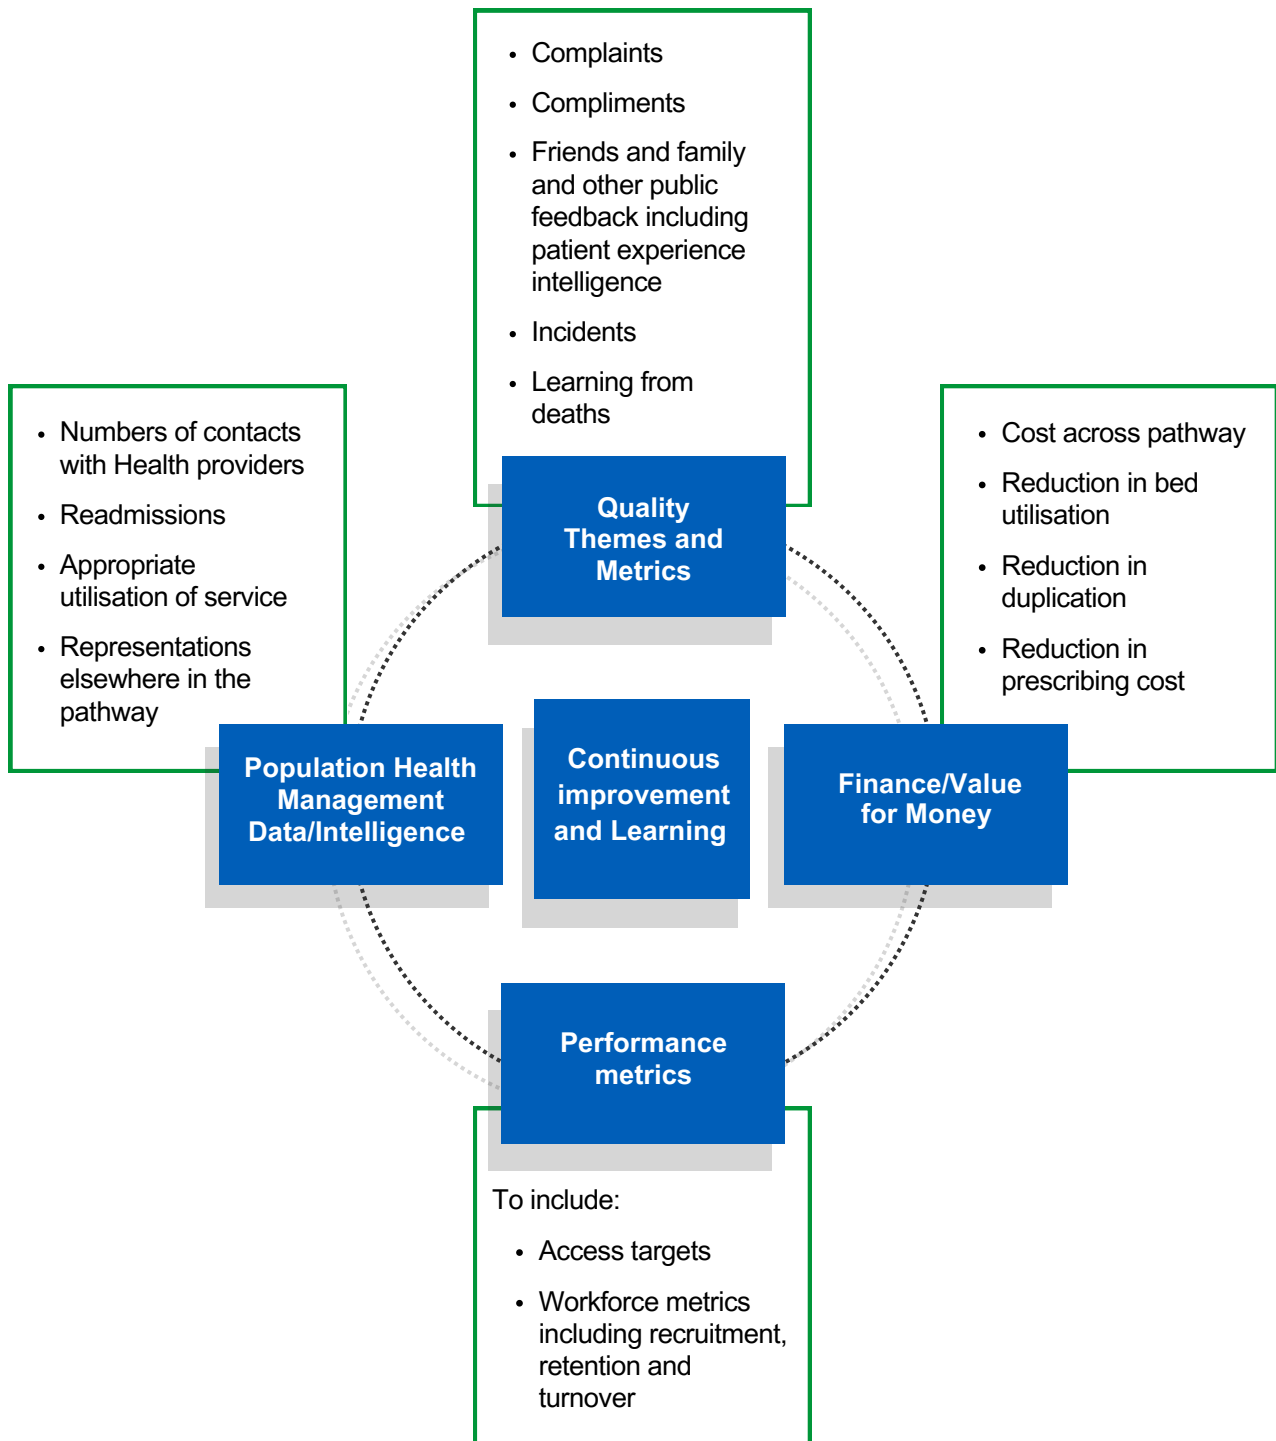 • Complaints
• Compliments
• Friends and family
and other public
feedback including
patient experience
intelligence
• Incidents
• Learning from
deaths
• Numbers of contacts
with Health providers
• Readmissions
• Appropriate
utilisation of service
• Representations
elsewhere in the
pathway
• Cost across pathway
• Reduction in bed
utilisation
• Reduction in
duplication
• Reduction in
prescribing cost
Quality
Themes and
Metrics
Population Health
Management
Data/Intelligence
Continuous
improvement
and Learning
Finance/Value
for Money
Performance
metrics
To include:
• Access targets
• Workforce metrics
including recruitment,
retention and
turnover